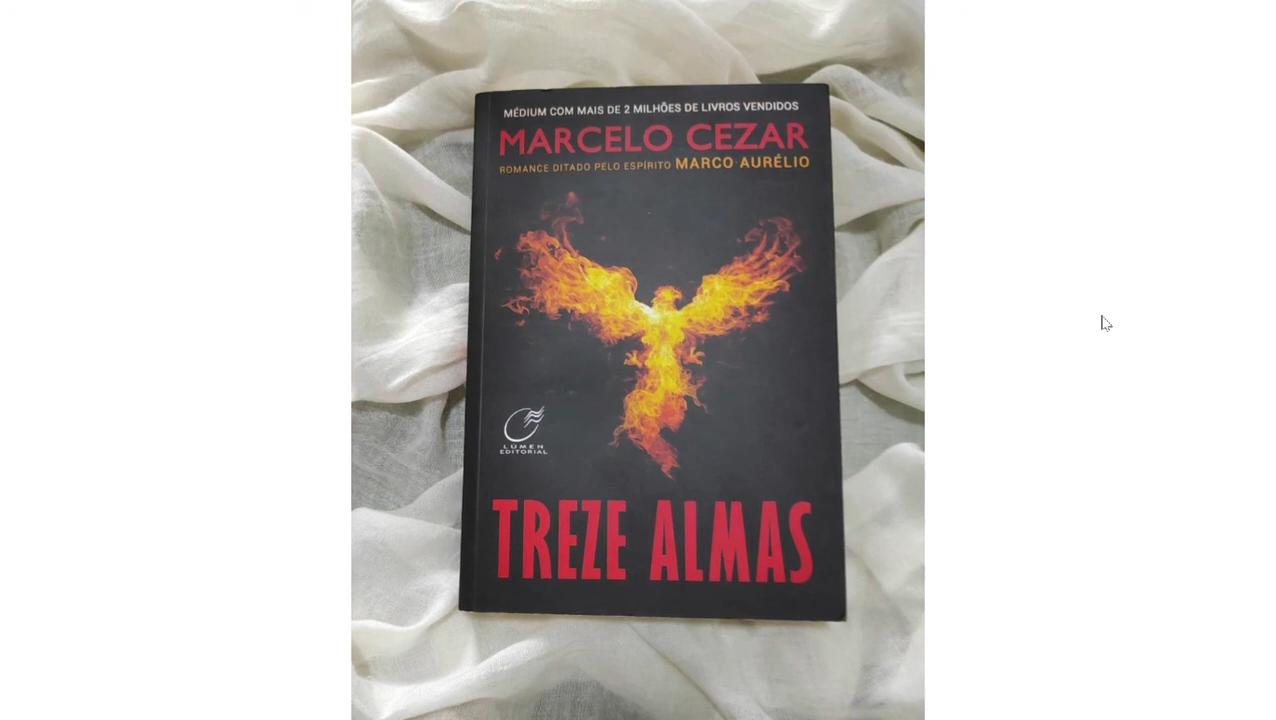 MÉDIUM COM MAIS DE 2 MILHÕES DE LIVROS VENDIDOS
MARCELO CEZAR
ROMANCE DITADO PELO ESPÍRITO MARCO AURÉLIO
LÚMEN
EDITORIAL
TREZE ALMAS